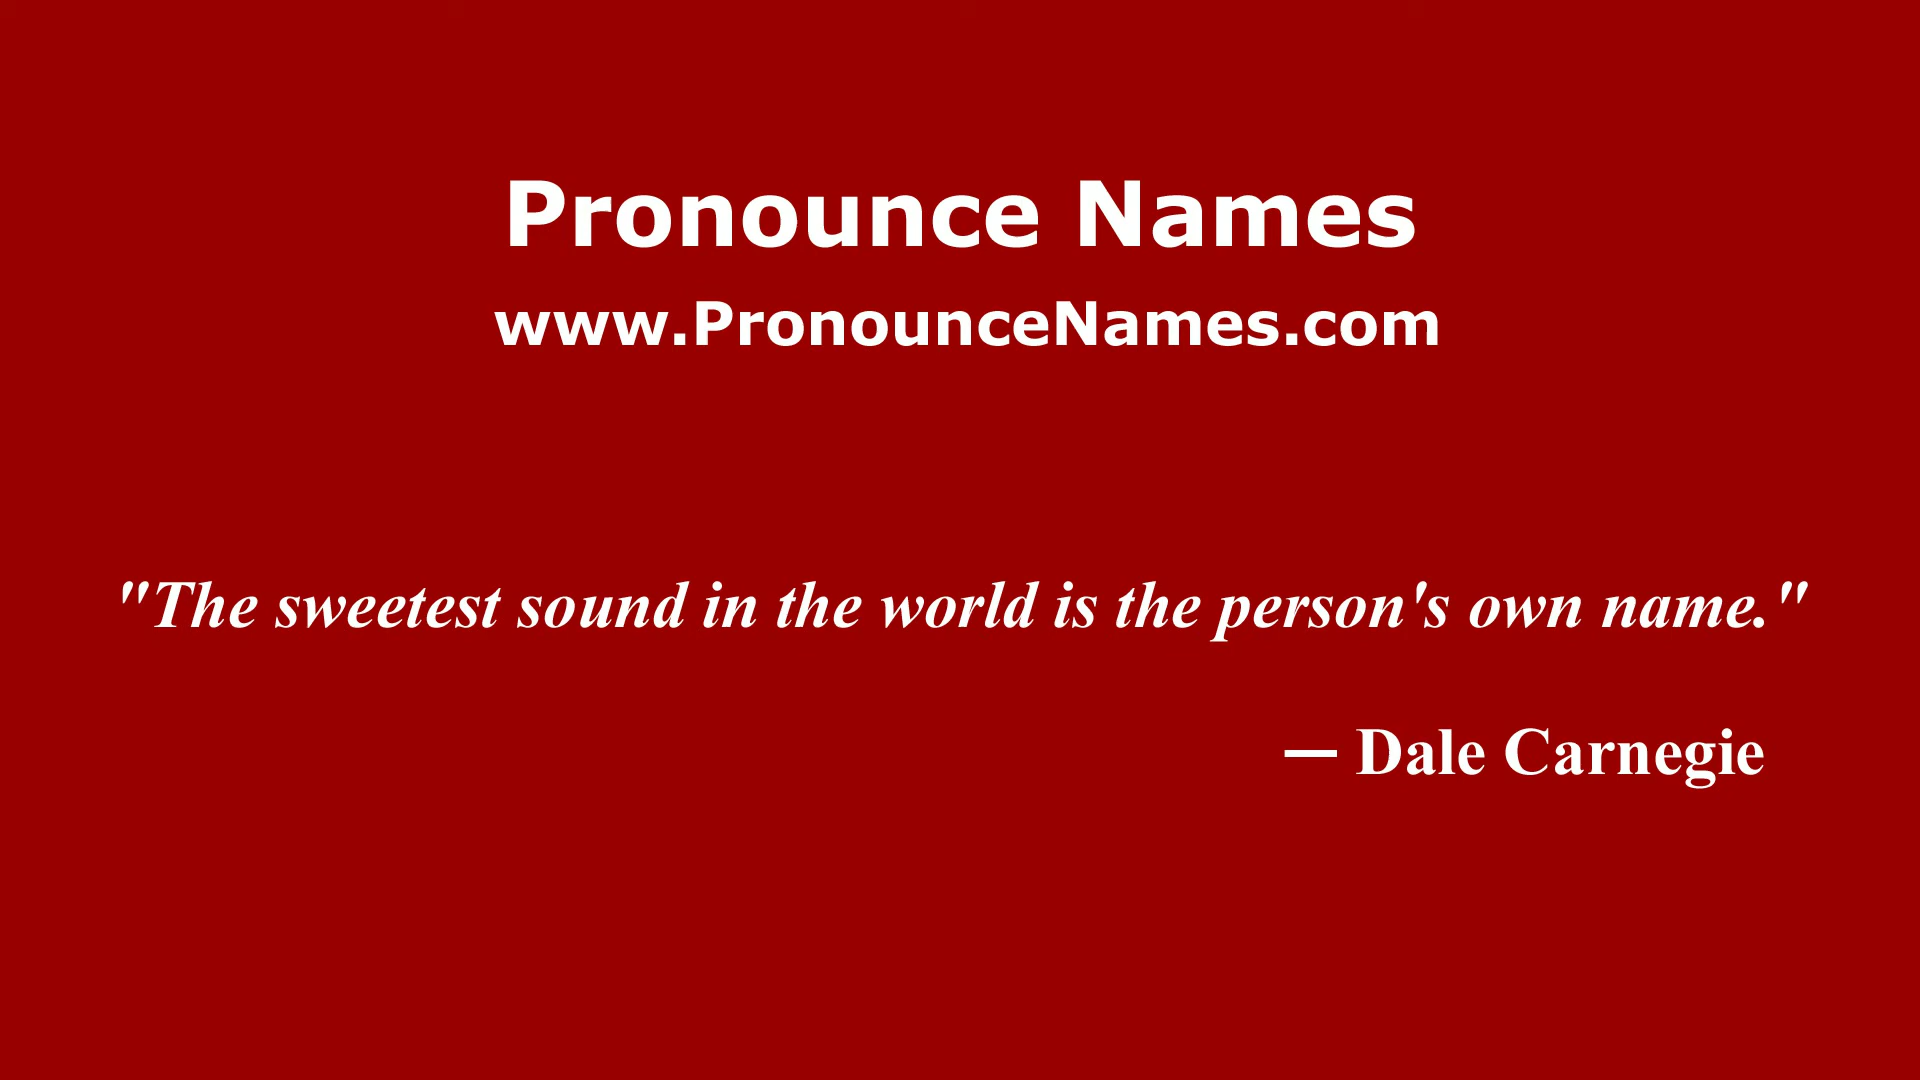 Pronounce Names
www.PronounceNames.com
"The sweetest sound in the world is the person's own name."
— Dale Carnegie